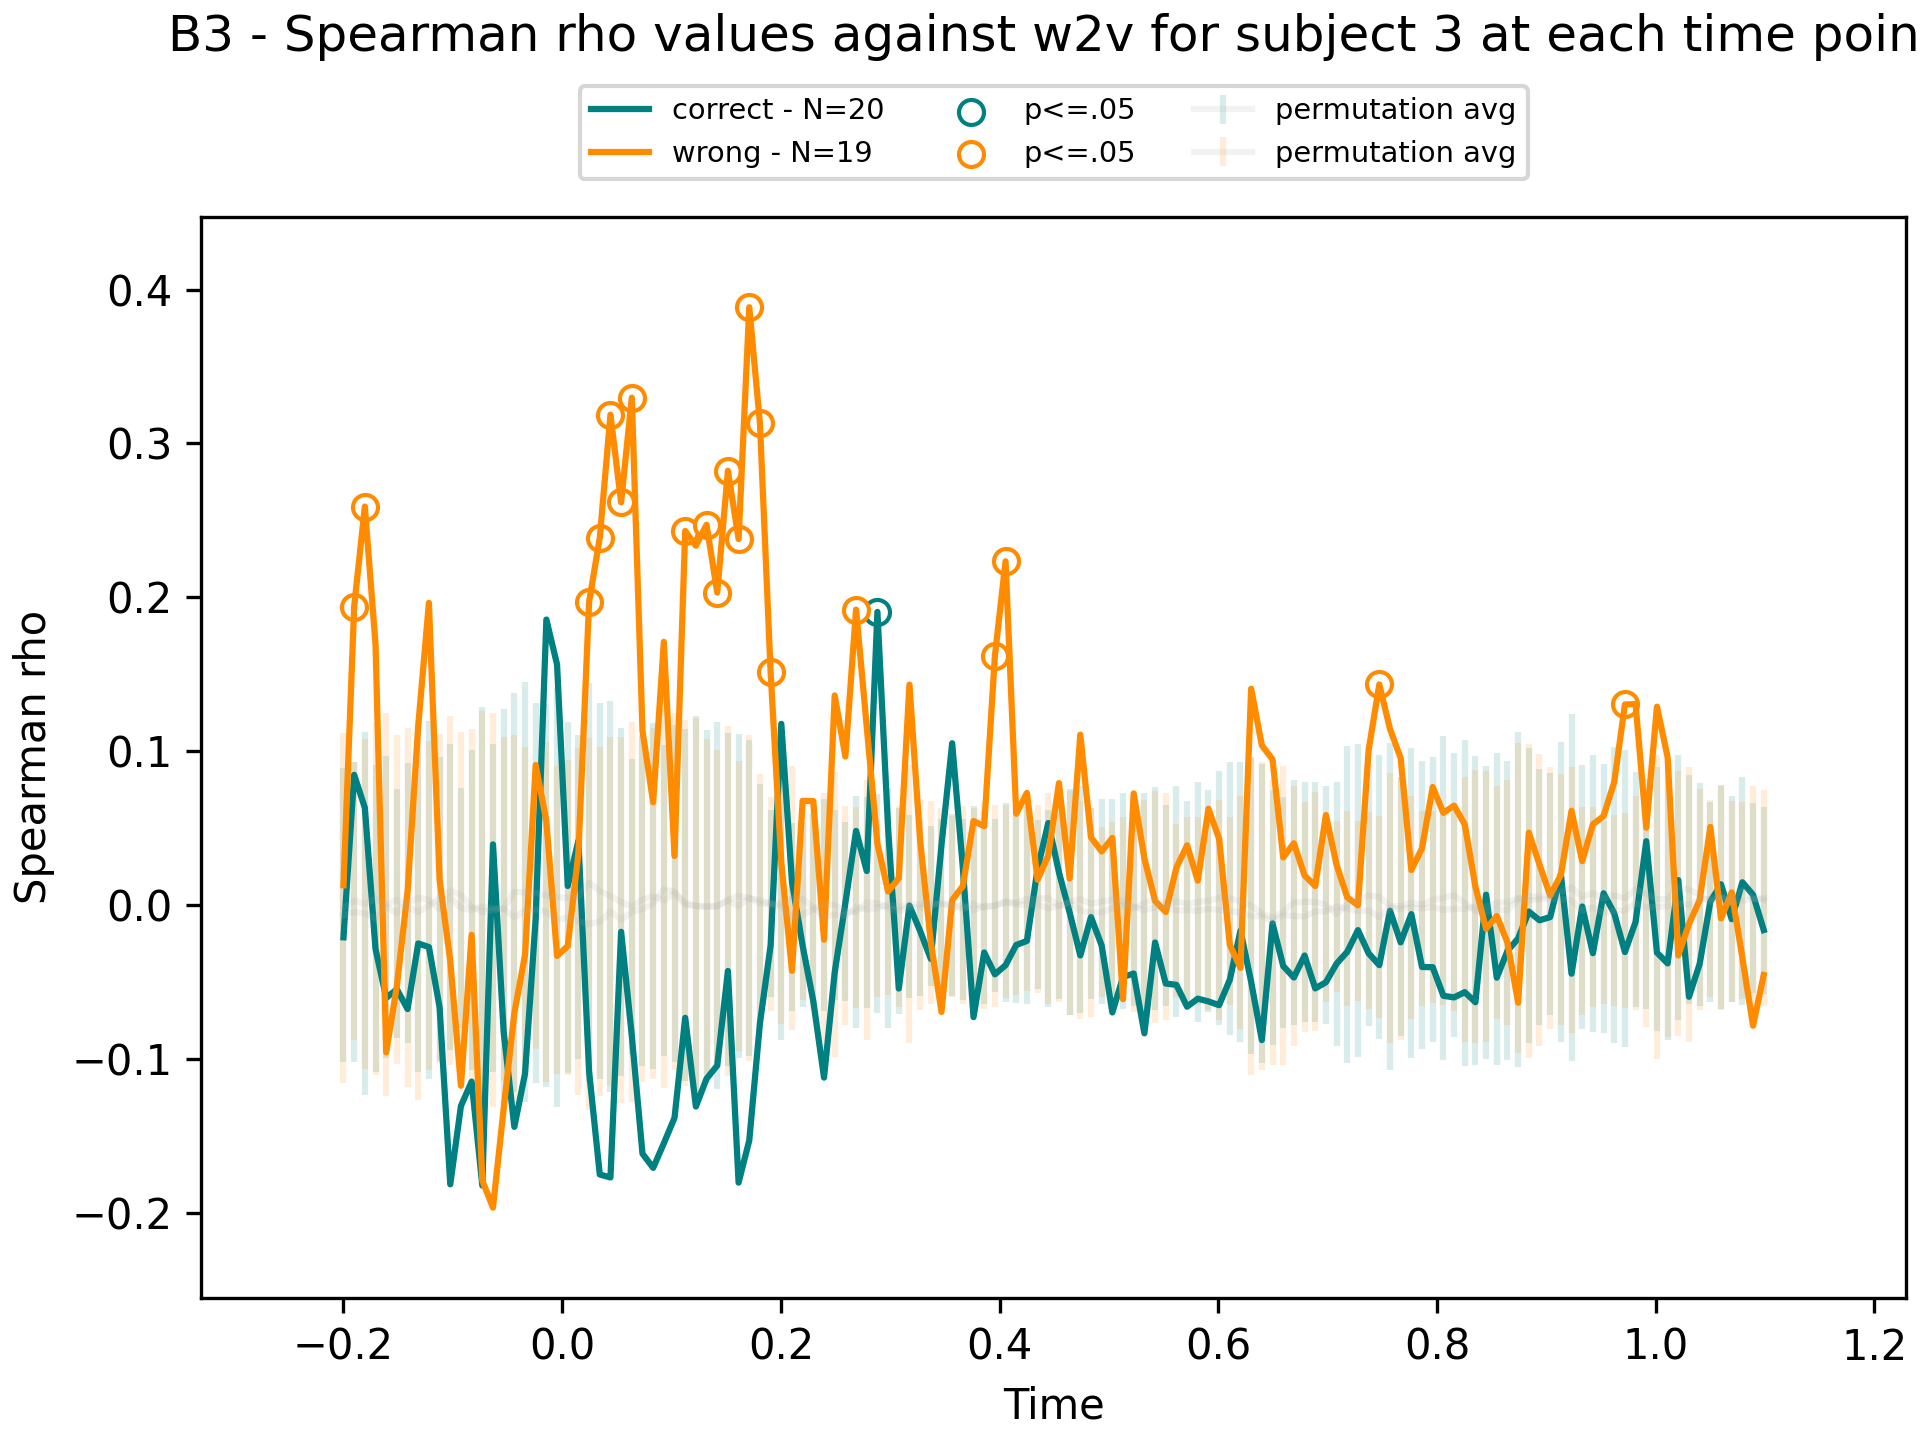 B3 - Spearman rho values against w2v for subject 3 at each time poin
correct - N=20 p<=.05 permutation avg
wrong - N=19 p<=.05 permutation avg
0.4
0.3
0.2
0.1
0.0
−0.1
−0.2
Spearman rho
−0.2 0.0 0.2 0.4 0.6 0.8 1.0 1.2
Time